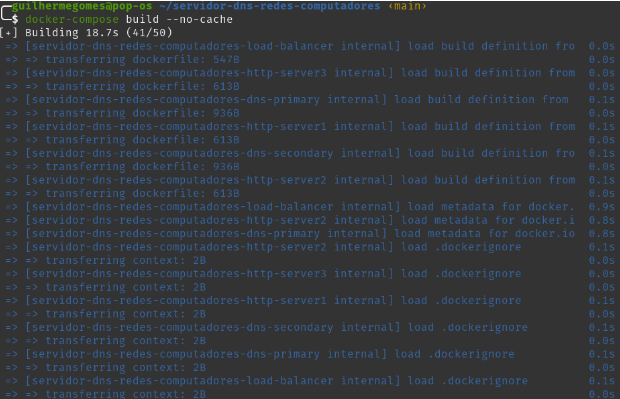 guilhermegomes@pop-os ~/servidor-dns-redes-computadores ‹main›
$ docker-compose build --no-cache
[+] Building 18.7s (41/50)
=> [servidor-dns-redes-computadores-load-balancer internal] load build definition fro 0.0s
=> => transferring dockerfile: 547B 0.0s
=> [servidor-dns-redes-computadores-http-server3 internal] load build definition from 0.0s
=> => transferring dockerfile: 613B 0.0s
=> [servidor-dns-redes-computadores-dns-primary internal] load build definition from 0.1s
=> => transferring dockerfile: 936B 0.0s
=> [servidor-dns-redes-computadores-http-server1 internal] load build definition from 0.1s
=> => transferring dockerfile: 613B 0.0s
=> [servidor-dns-redes-computadores-dns-secondary internal] load build definition fro 0.1s
=> => transferring dockerfile: 936B 0.0s
=> [servidor-dns-redes-computadores-http-server2 internal] load build definition from 0.1s
=> => transferring dockerfile: 613B 0.0s
=> [servidor-dns-redes-computadores-load-balancer internal] load metadata for docker. 0.9s
=> [servidor-dns-redes-computadores-http-server2 internal] load metadata for docker.i 0.8s
=> [servidor-dns-redes-computadores-dns-primary internal] load metadata for docker.io 0.8s
=> [servidor-dns-redes-computadores-http-server2 internal] load .dockerignore 0.1s
=> => transferring context: 2B 0.0s
=> [servidor-dns-redes-computadores-http-server3 internal] load .dockerignore 0.0s
=> => transferring context: 2B 0.0s
=> [servidor-dns-redes-computadores-http-server1 internal] load .dockerignore 0.1s
=> => transferring context: 2B 0.0s
=> [servidor-dns-redes-computadores-dns-secondary internal] load .dockerignore 0.1s
=> => transferring context: 2B 0.0s
=> [servidor-dns-redes-computadores-dns-primary internal] load .dockerignore 0.1s
=> => transferring context: 2B 0.0s
=> [servidor-dns-redes-computadores-load-balancer internal] load .dockerignore 0.1s
=> => transferring context: 2B 0.0s